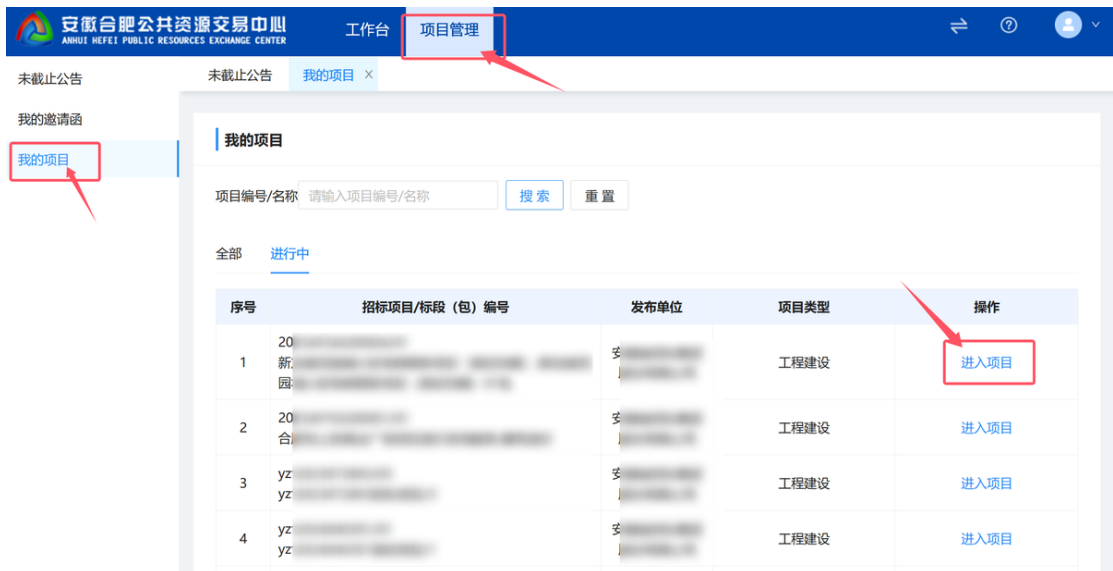 安徽合肥公共资源交易中心
ANHUI HEFEI PUBLIC RESOURCES EXCHANGE CENTER
工作台 项目管理
未截止公告
我的邀请函
我的项目
未截止公告 我的项目 ×
我的项目
项目编号/名称 请输入项目编号/名称 搜索 重置
全部 进行中
序号 招标项目/标段（包）编号 发布单位 项目类型 操作
1 20 新 园 安 工程建设 进入项目
2 20 合 安 工程建设 进入项目
3 yz yz 安 工程建设 进入项目
4 yz yz 安 工程建设 进入项目